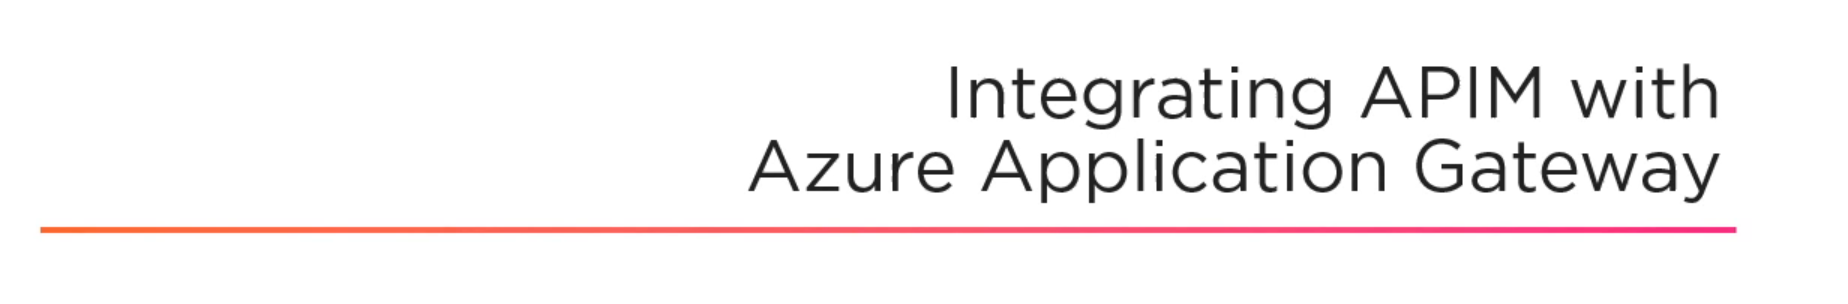 Integrating APIM with
Azure Application Gateway